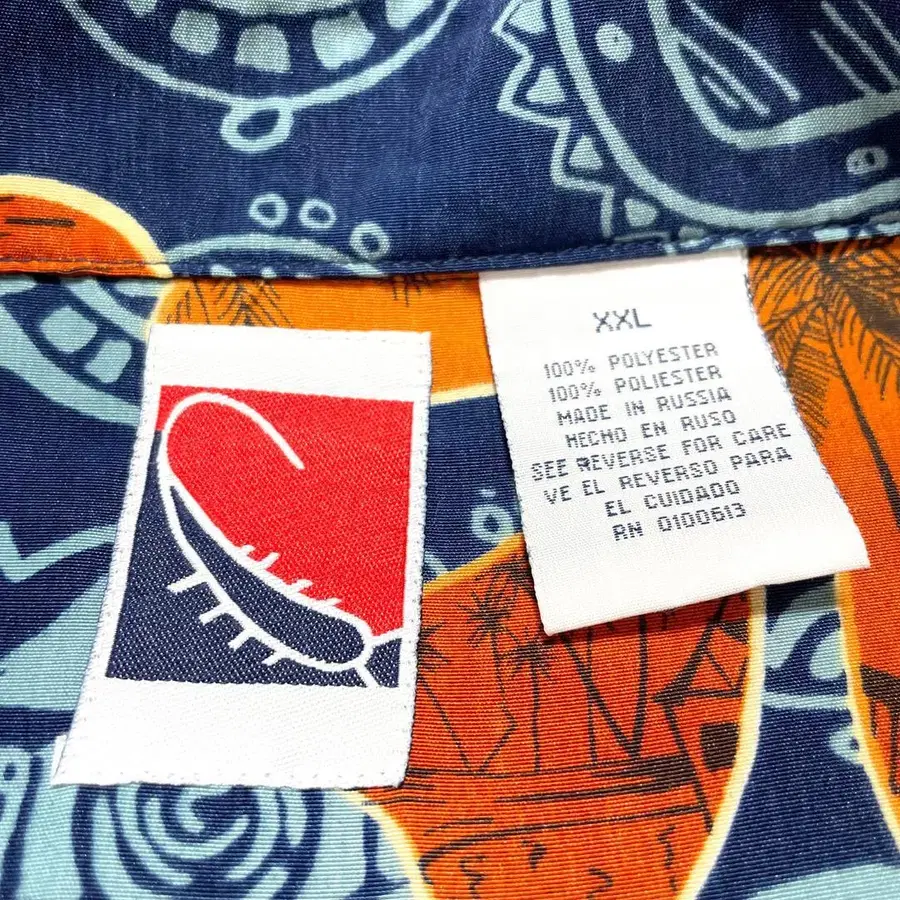 XXL
100% POLYESTER
100% POLIESTER
MADE IN RUSSIA
HECHO EN RUSO
SEE REVERSE FOR CARE
VE EL REVERSO PARA
EL CUIDADO
RN 0100613